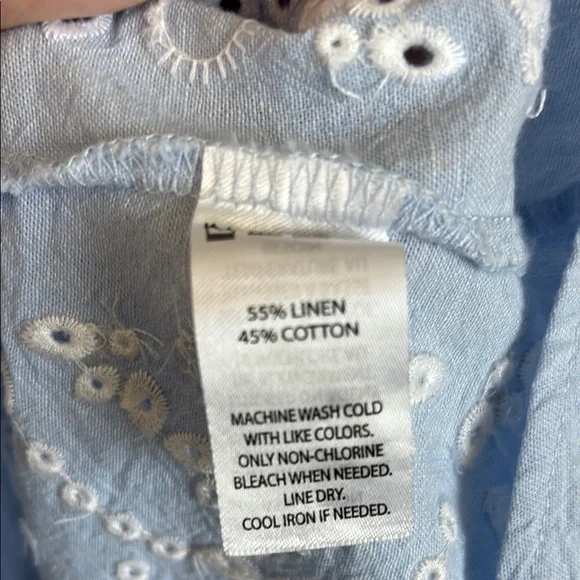 55% LINEN
45% COTTON
MACHINE WASH COLD
WITH LIKE COLORS.
ONLY NON-CHLORINE
BLEACH WHEN NEEDED.
LINE DRY.
COOL IRON IF NEEDED.